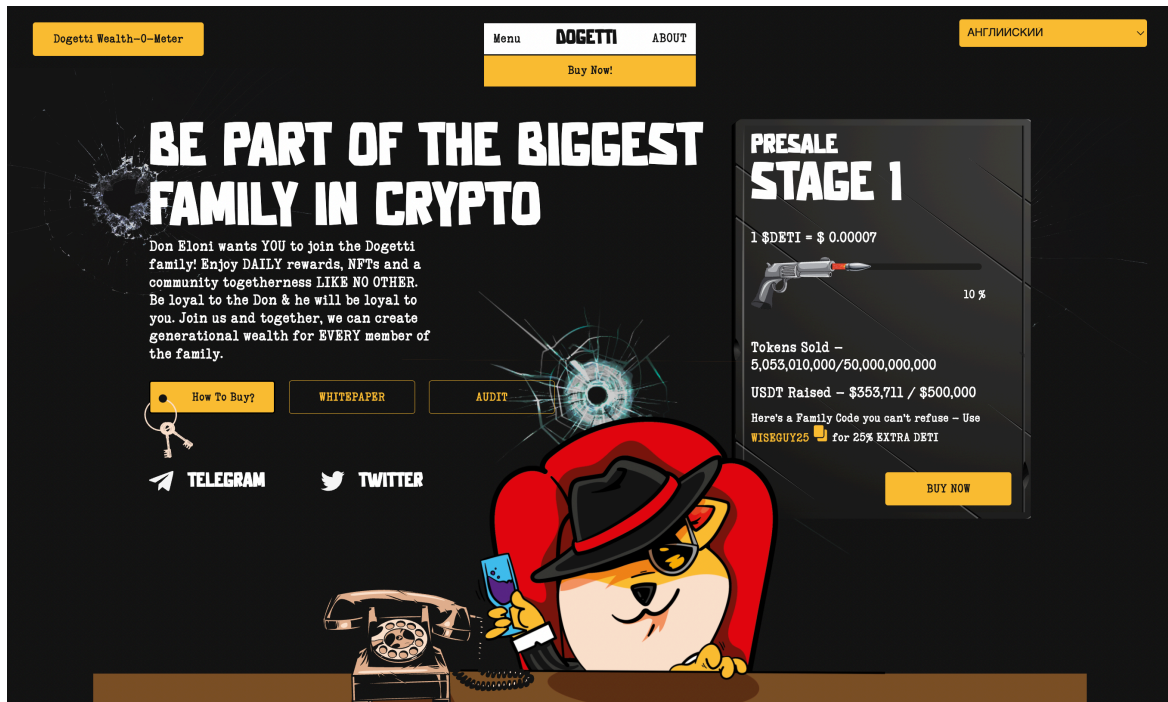 Dogetti Wealth-O-Meter
Menu
DOGETTI
ABOUT
Buy Now!
АНГЛИИСКИИ
BE PART OF THE BIGGEST
FAMILY IN CRYPTO
Don Eloni wants YOU to join the Dogetti
family! Enjoy DAILY rewards, NFTs and a
community togetherness LIKE NO OTHER.
Be loyal to the Don & he will be loyal to
you. Join us and together, we can create
generational wealth for EVERY member of
the family.
How To Buy?
WHITEPAPER
AUDIT
TELEGRAM
TWITTER
PRESALE
STAGE 1
1 $DETI = $ 0.00007
10 %
Tokens Sold –
5,053,010,000/50,000,000,000
USDT Raised – $353,711 / $500,000
Here's a Family Code you can't refuse – Use
WISEGUY25 for 25% EXTRA DETI
BUY NOW